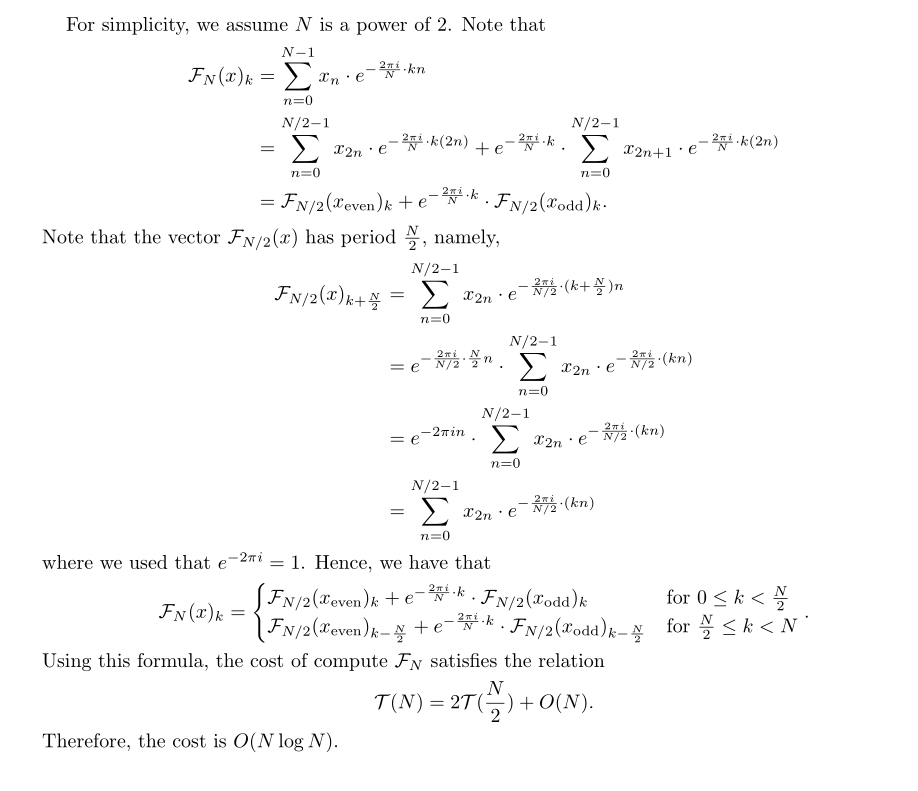 For simplicity, we assume N is a power of 2. Note that
$\mathcal{F}_N(x)_k = \sum_{n=0}^{N-1} x_n \cdot e^{-\frac{2\pi i}{N} \cdot kn}$
$= \sum_{n=0}^{N/2-1} x_{2n} \cdot e^{-\frac{2\pi i}{N} \cdot k(2n)} + e^{-\frac{2\pi i}{N} \cdot k} \cdot \sum_{n=0}^{N/2-1} x_{2n+1} \cdot e^{-\frac{2\pi i}{N} \cdot k(2n)}$
$= \mathcal{F}_{N/2}(x_{\text{even}})_k + e^{-\frac{2\pi i}{N} \cdot k} \cdot \mathcal{F}_{N/2}(x_{\text{odd}})_k.$
Note that the vector $\mathcal{F}_{N/2}(x)$ has period $\frac{N}{2}$, namely,
$\mathcal{F}_{N/2}(x)_{k+\frac{N}{2}} = \sum_{n=0}^{N/2-1} x_{2n} \cdot e^{-\frac{2\pi i}{N/2} \cdot (k+\frac{N}{2})n}$
$= e^{-\frac{2\pi i}{N/2} \cdot \frac{N}{2} n} \cdot \sum_{n=0}^{N/2-1} x_{2n} \cdot e^{-\frac{2\pi i}{N/2} \cdot (kn)}$
$= e^{-2\pi i n} \cdot \sum_{n=0}^{N/2-1} x_{2n} \cdot e^{-\frac{2\pi i}{N/2} \cdot (kn)}$
$= \sum_{n=0}^{N/2-1} x_{2n} \cdot e^{-\frac{2\pi i}{N/2} \cdot (kn)}$
where we used that $e^{-2\pi i} = 1$. Hence, we have that
$\mathcal{F}_N(x)_k = \begin{cases} \mathcal{F}_{N/2}(x_{\text{even}})_k + e^{-\frac{2\pi i}{N} \cdot k} \cdot \mathcal{F}_{N/2}(x_{\text{odd}})_k & \text{for } 0 \leq k < \frac{N}{2} \\ \mathcal{F}_{N/2}(x_{\text{even}})_{k-\frac{N}{2}} + e^{-\frac{2\pi i}{N} \cdot k} \cdot \mathcal{F}_{N/2}(x_{\text{odd}})_{k-\frac{N}{2}} & \text{for } \frac{N}{2} \leq k < N \end{cases}.$
Using this formula, the cost of compute $\mathcal{F}_N$ satisfies the relation
$\mathcal{T}(N) = 2\mathcal{T}(\frac{N}{2}) + O(N).$
Therefore, the cost is $O(N \log N)$.